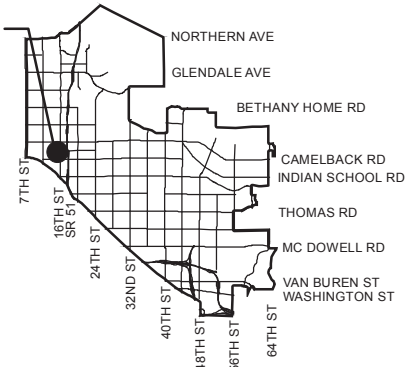 NORTHERN AVE
GLENDALE AVE
BETHANY HOME RD
CAMELBACK RD
INDIAN SCHOOL RD
THOMAS RD
MC DOWELL RD
VAN BUREN ST
WASHINGTON ST
7TH ST
16TH ST
SR 51
24TH ST
32ND ST
40TH ST
48TH ST
56TH ST
64TH ST